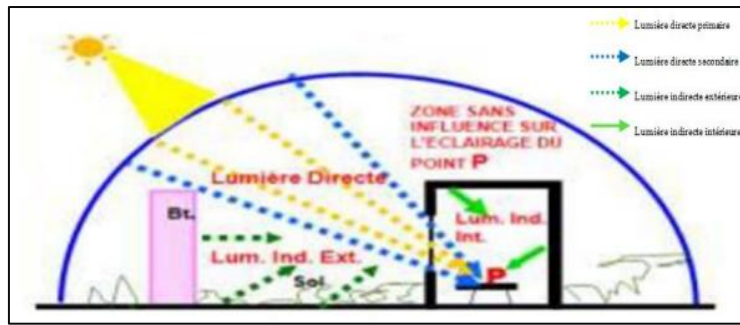 Lumière directe primaire
Lumière directe secondaire
Lumière indirecte extérieure
Lumière indirecte intérieure
ZONE SANS
INFLUENCE SUR
L'ECLAIRAGE DU
POINT P
Lumière Directe
Bt.
Lum. Ind.
Int.
Lum. Ind. Ext.
Sol
P